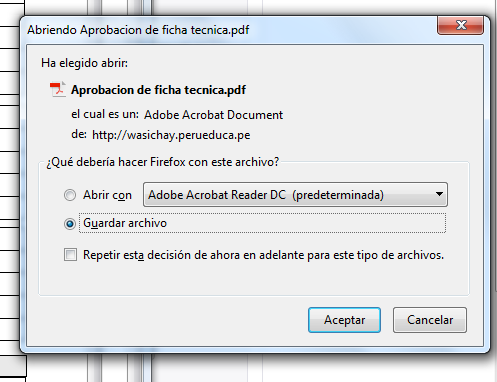 Abriendo Aprobacion de ficha tecnica.pdf
Ha elegido abrir:
Aprobacion de ficha tecnica.pdf
el cual es un: Adobe Acrobat Document
de: http://wasichay.perueduca.pe
¿Qué debería hacer Firefox con este archivo?
Abrir con Adobe Acrobat Reader DC (predeterminada)
Guardar archivo
Repetir esta decisión de ahora en adelante para este tipo de archivos.
Aceptar Cancelar